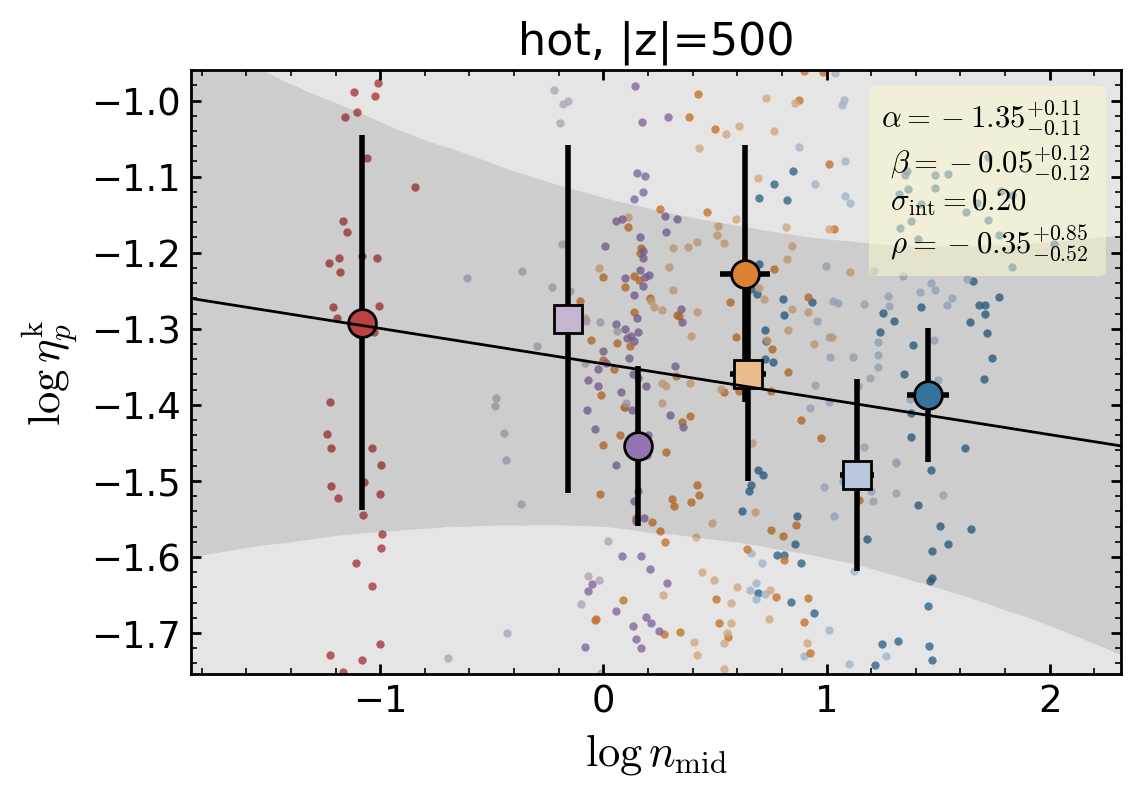 hot, |z|=500
α = −1.35 +0.11 −0.11
β = −0.05 +0.12 −0.12
σ_int = 0.20
ρ = −0.35 +0.85 −0.52
log η_p^k
−1.0
−1.1
−1.2
−1.3
−1.4
−1.5
−1.6
−1.7
−1 0 1 2
log n_mid